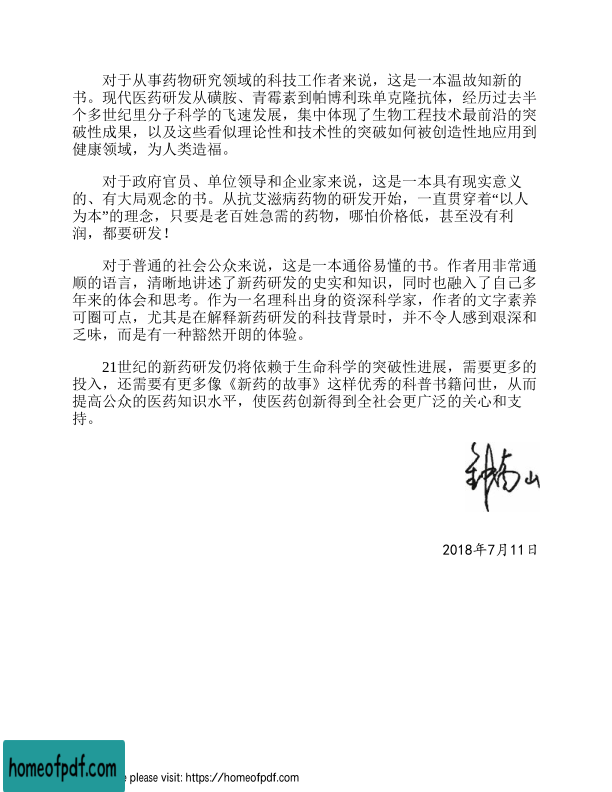 对于从事药物研究领域的科技工作者来说，这是一本温故知新的
书。现代医药研发从磺胺、青霉素到帕博利珠单克隆抗体，经历过去半
个多世纪里分子科学的飞速发展，集中体现了生物工程技术最前沿的突
破性成果，以及这些看似理论性和技术性的突破如何被创造性地应用到
健康领域，为人类造福。
对于政府官员、单位领导和企业家来说，这是一本具有现实意义
的、有大局观念的书。从抗艾滋病药物的研发开始，一直贯穿着“以人
为本”的理念，只要是老百姓急需的药物，哪怕价格低，甚至没有利
润，都要研发！
对于普通的社会公众来说，这是一本通俗易懂的书。作者用非常通
顺的语言，清晰地讲述了新药研发的史实和知识，同时也融入了自己多
年来的体会和思考。作为一名理科出身的资深科学家，作者的文字素养
可圈可点，尤其是在解释新药研发的科技背景时，并不令人感到艰深和
乏味，而是有一种豁然开朗的体验。
21世纪的新药研发仍将依赖于生命科学的突破性进展，需要更多的
投入，还需要有更多像《新药的故事》这样优秀的科普书籍问世，从而
提高公众的医药知识水平，使医药创新得到全社会更广泛的关心和支
持。
钟南山
2018年7月11日
homeofpdf.com
please visit: https://homeofpdf.com